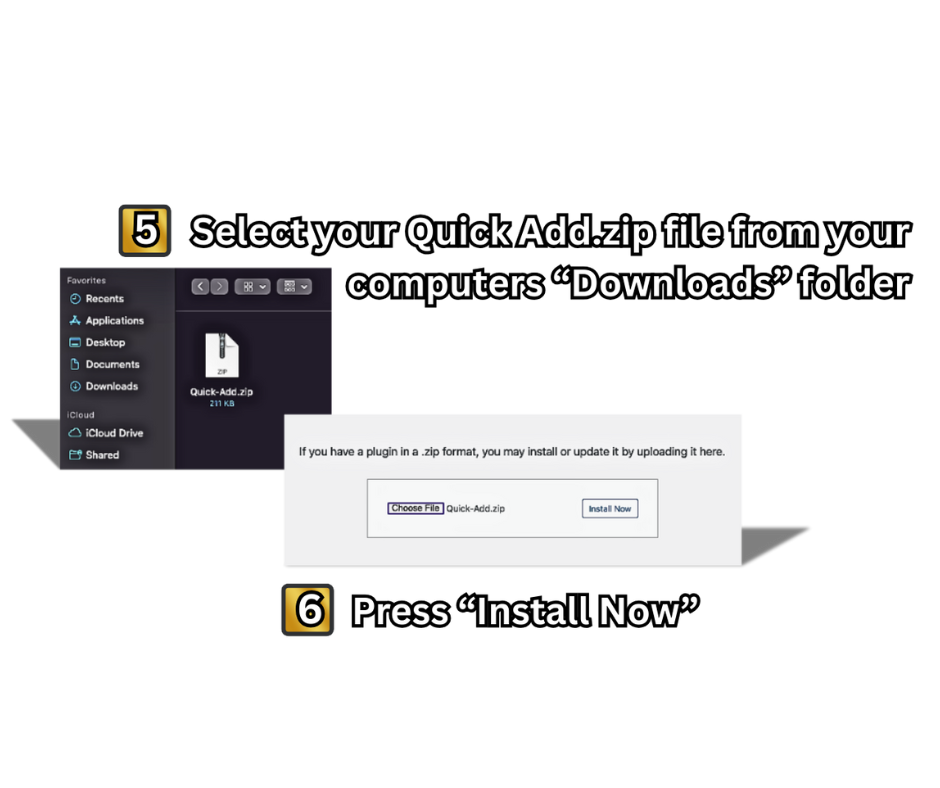 5 Select your Quick Add.zip file from your
computers “Downloads” folder
Favorites
Recents
Applications
Desktop
Documents
Downloads
iCloud
iCloud Drive
Shared
ZIP
Quick-Add.zip
211 KB
If you have a plugin in a .zip format, you may install or update it by uploading it here.
Choose File Quick-Add.zip Install Now
6 Press “Install Now”